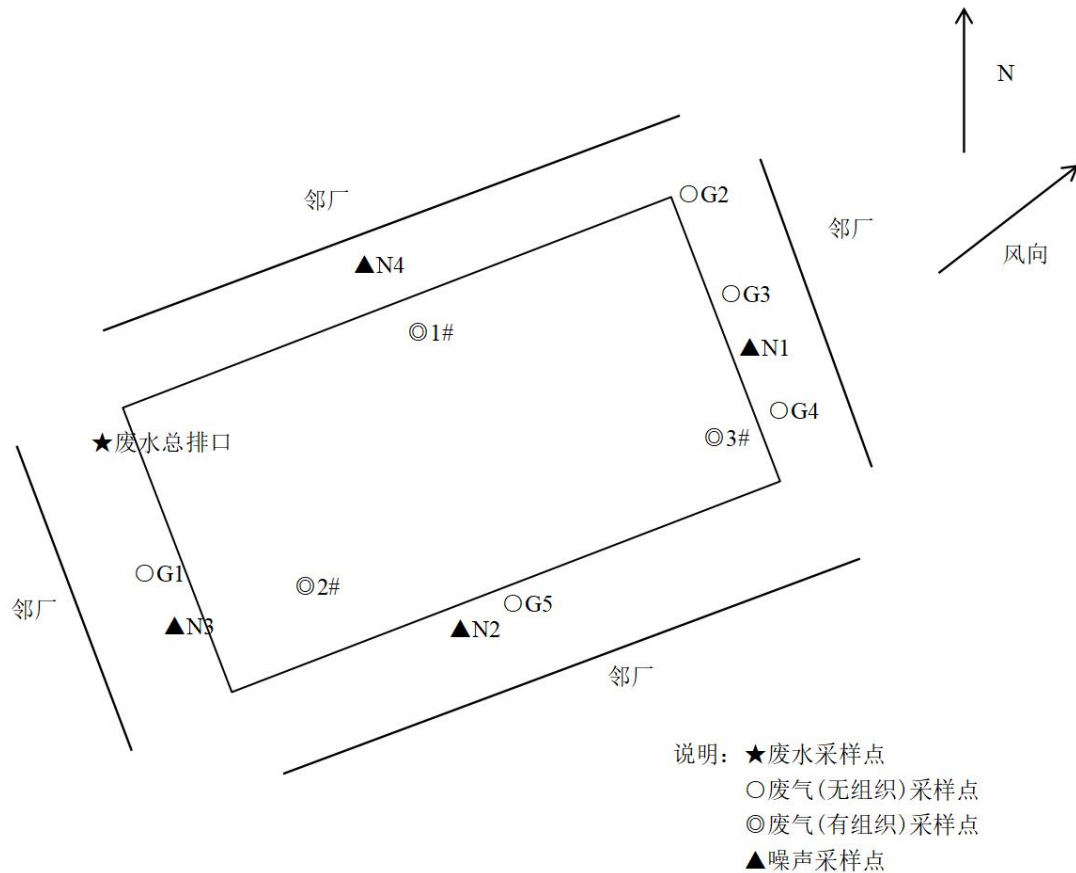 N
邻厂
○G2
邻厂
风向
▲N4
○G3
◎1#
▲N1
○G4
◎3#
★废水总排口
○G1
◎2#
○G5
邻厂
▲N3
▲N2
邻厂
说明：★废水采样点
○废气(无组织)采样点
◎废气(有组织)采样点
▲噪声采样点